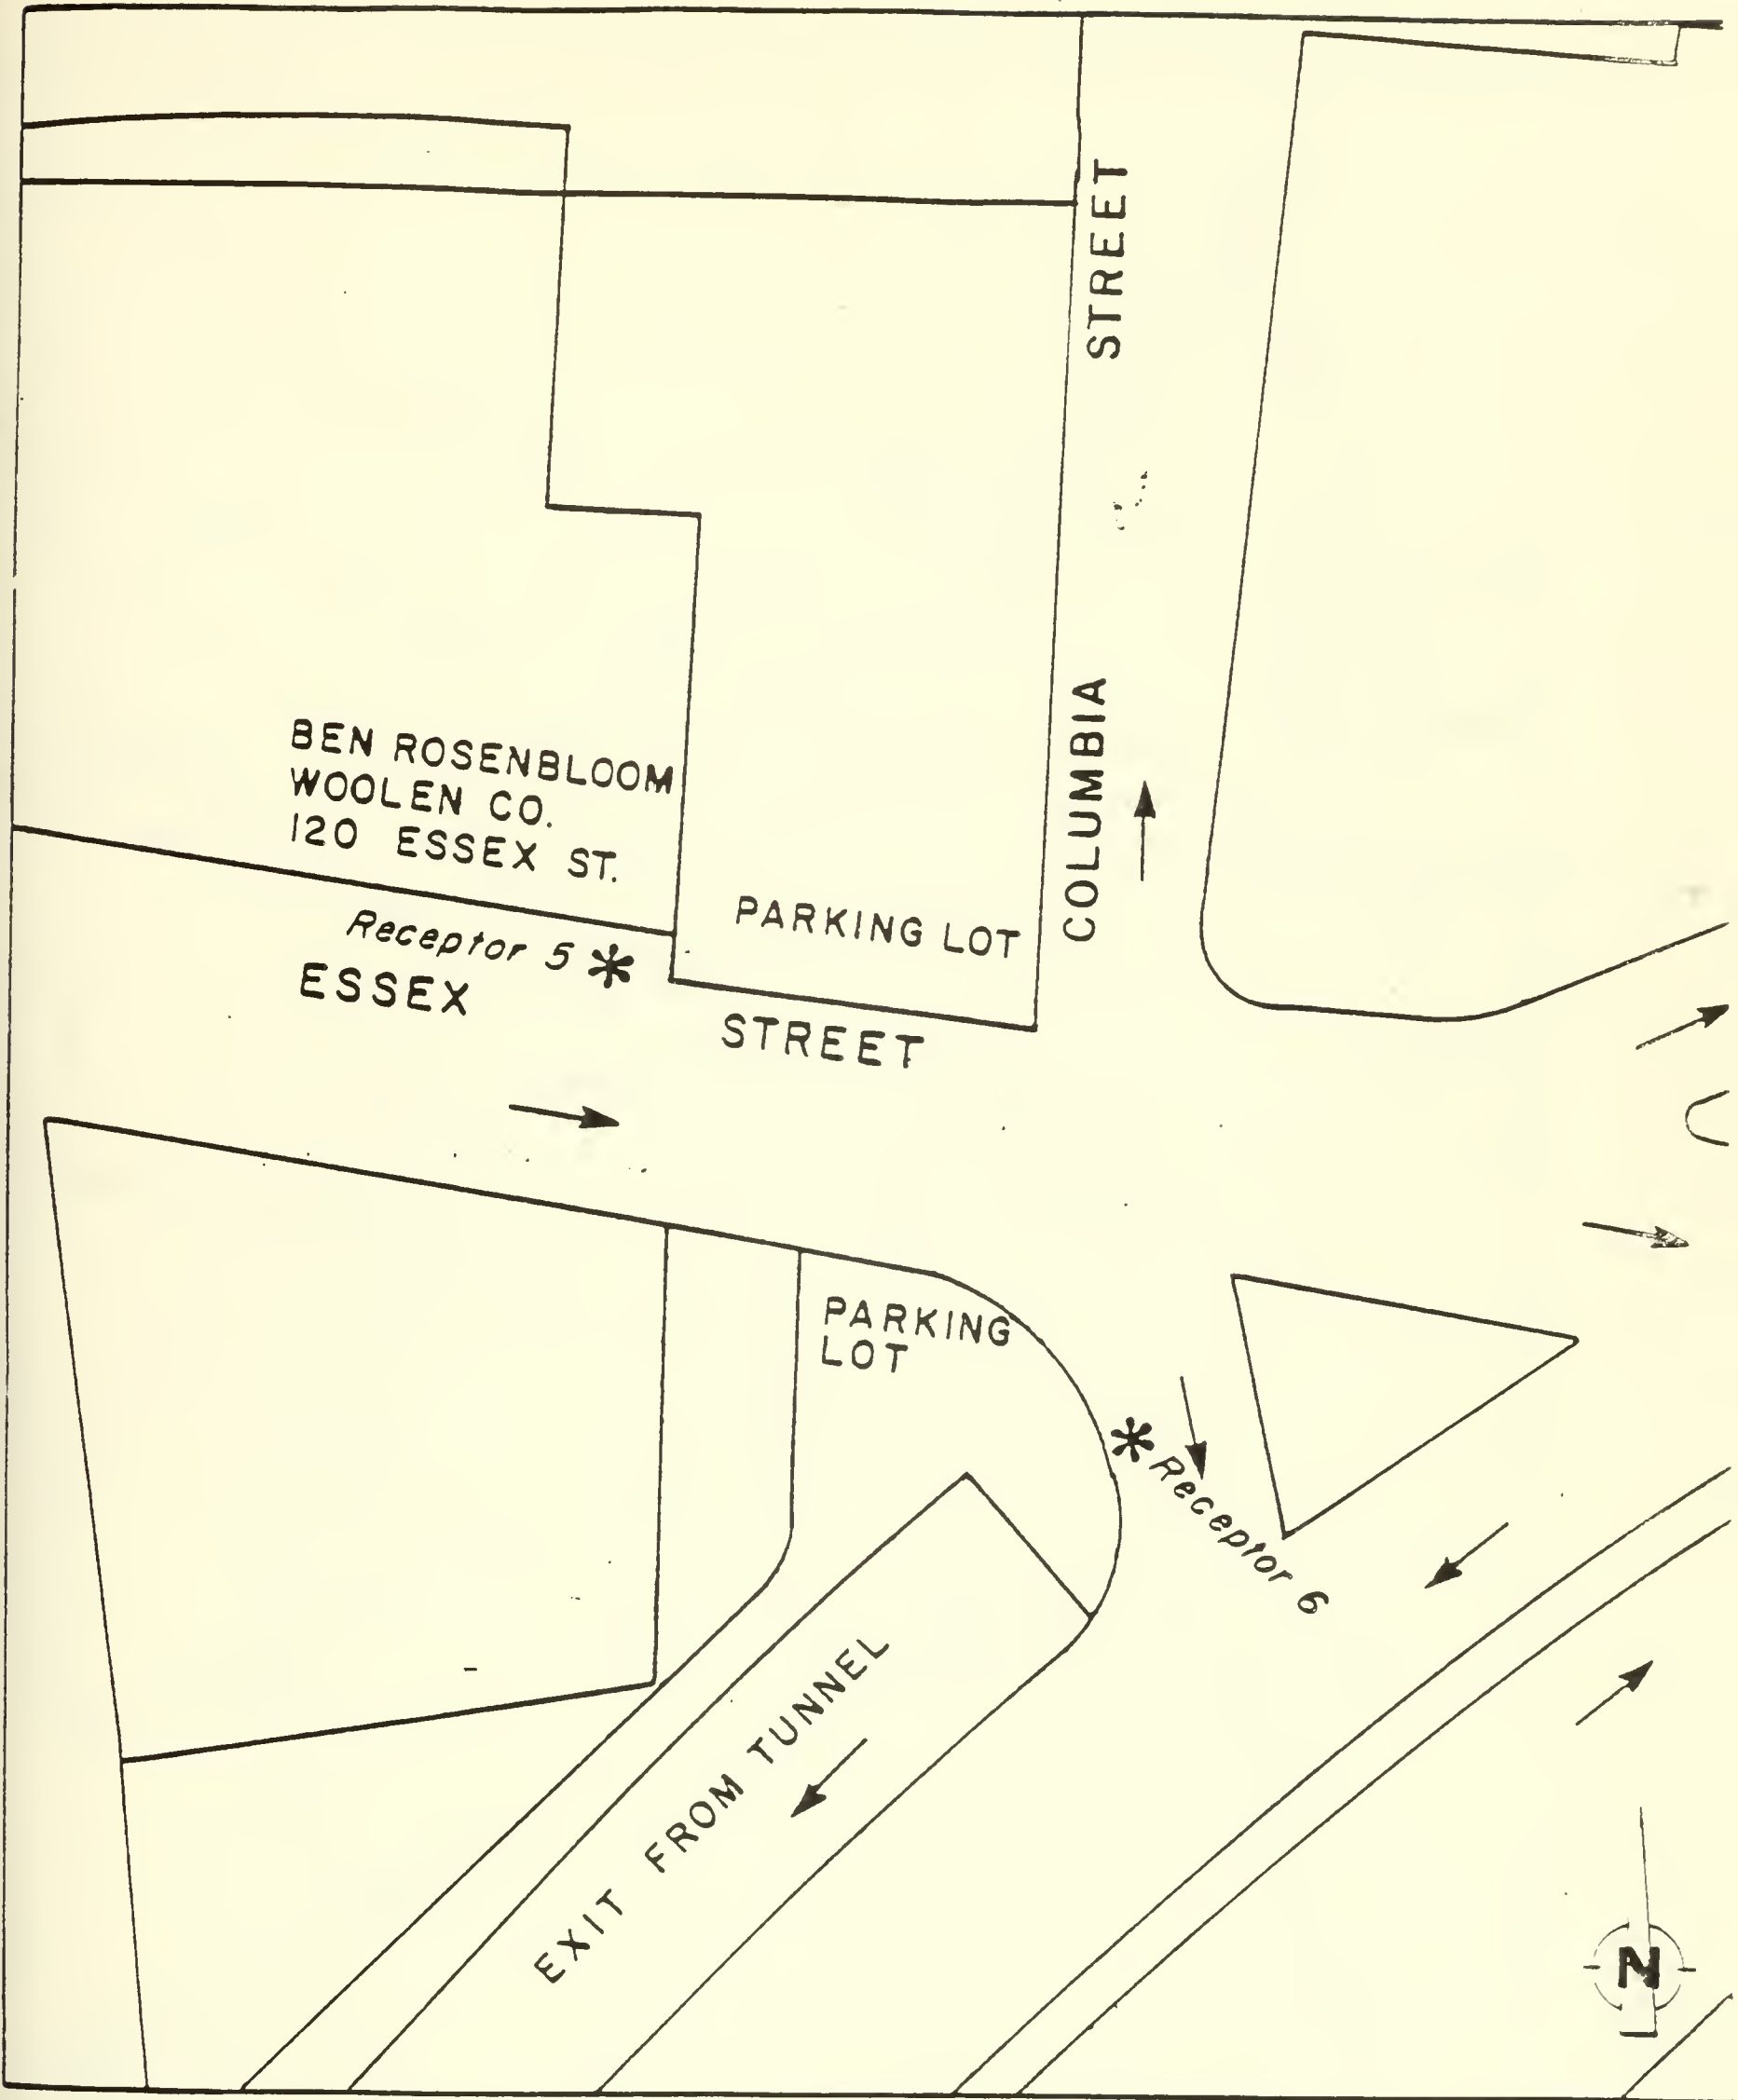 STREET
COLUMBIA
BEN ROSENBLOOM
WOOLEN CO.
120 ESSEX ST.
PARKING LOT
Receptor 5 *
ESSEX
STREET
PARKING
LOT
* Receptor 6
EXIT FROM TUNNEL
N